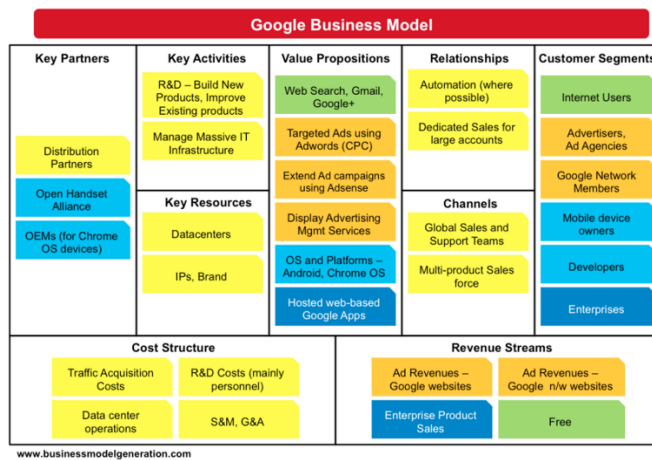 Google Business Model
Key Partners
Distribution
Partners
Open Handset
Alliance
OEMs (for Chrome
OS devices)
Key Activities
R&D – Build New
Products, Improve
Existing products
Manage Massive IT
Infrastructure
Key Resources
Datacenters
IPs, Brand
Value Propositions
Web Search, Gmail,
Google+
Targeted Ads using
Adwords (CPC)
Extend Ad campaigns
using Adsense
Display Advertising
Mgmt Services
OS and Platforms –
Android, Chrome OS
Hosted web-based
Google Apps
Relationships
Automation (where
possible)
Dedicated Sales for
large accounts
Channels
Global Sales and
Support Teams
Multi-product Sales
force
Customer Segments
Internet Users
Advertisers,
Ad Agencies
Google Network
Members
Mobile device
owners
Developers
Enterprises
Cost Structure
Traffic Acquisition
Costs
R&D Costs (mainly
personnel)
Data center
operations
S&M, G&A
Revenue Streams
Ad Revenues –
Google websites
Ad Revenues –
Google n/w websites
Enterprise Product
Sales
Free
www.businessmodelgeneration.com